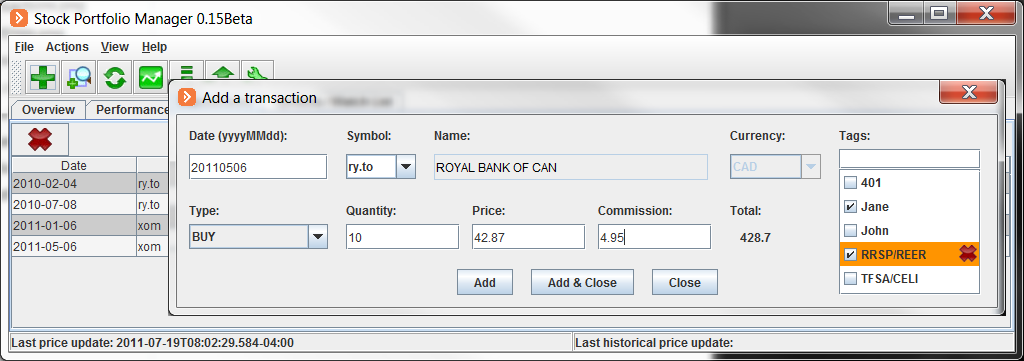 Stock Portfolio Manager 0.15Beta
File Actions View Help
Add a transaction
Overview Performance
Date (yyyyMMdd): Symbol: Name: Currency: Tags:
20110506 ry.to ROYAL BANK OF CAN CAD
401
Jane
John
RRSP/REER
TFSA/CELI
Type: Quantity: Price: Commission: Total:
BUY 10 42.87 4.95 428.7
Add Add & Close Close
Date
2010-02-04 ry.to
2010-07-08 ry.to
2011-01-06 xom
2011-05-06 xom
Last price update: 2011-07-19T08:02:29.584-04:00 Last historical price update: